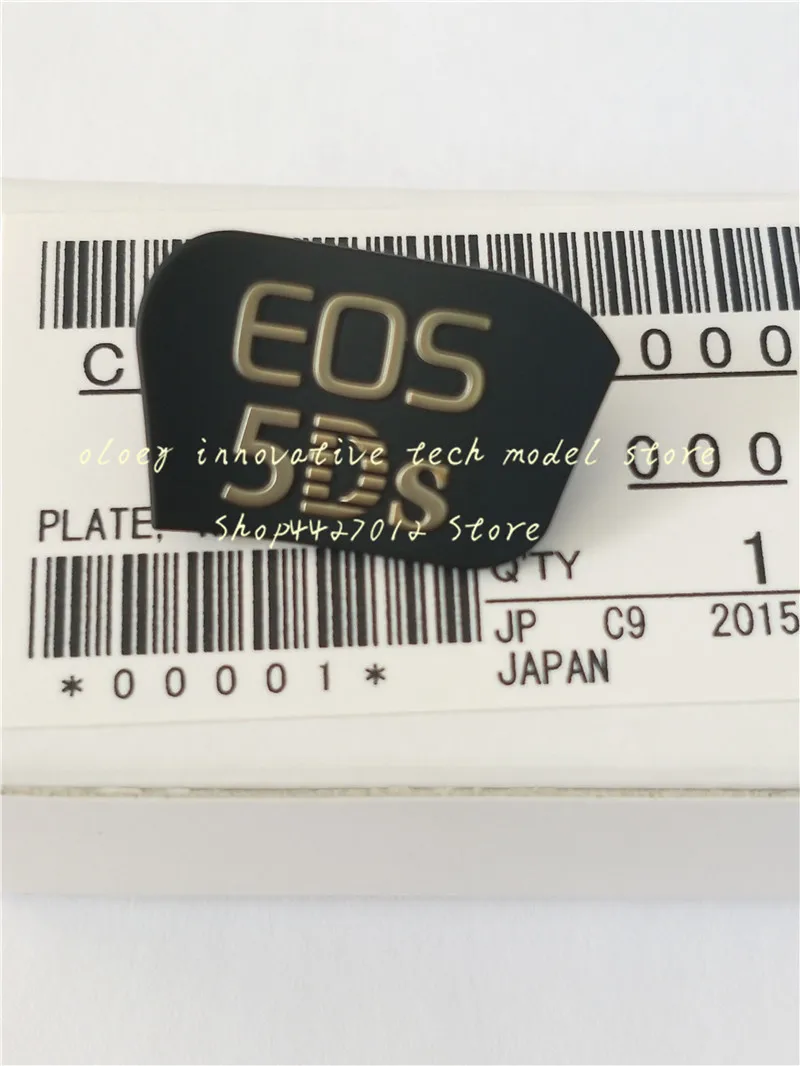 C
000
EOS
5Ds
000
oloey innovative tech model store
Shop4427012 Store
PLATE,
Q'TY 1
JP C9 2015
*00001*
JAPAN